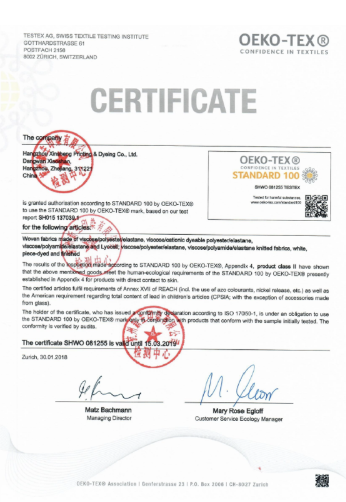 TESTEX AG, SWISS TEXTILE TESTING INSTITUTE
GOTTHARDSTRASSE 61
POSTFACH 2156
8002 ZÜRICH, SWITZERLAND
OEKO-TEX®
CONFIDENCE IN TEXTILES
CERTIFICATE
The company
Hangzhou Printing & Dyeing Co., Ltd.
Hangzhou, Zhejiang,
China
OEKO-TEX®
CONFIDENCE IN TEXTILES
STANDARD 100
SHWO 081255 TESTEX
Tested for harmful substances
www.oeko-tex.com/standard100
is granted authorisation according to STANDARD 100 by OEKO-TEX®
to use the STANDARD 100 by OEKO-TEX® mark, based on our test
report SH015 137059.1
for the following articles:
Woven fabrics made of viscose/polyester/elastane, viscose/cationic dyeable polyester/elastane,
viscose/polyamide/elastane and Lyocell; viscose/polyester/elastane, viscose/polyamide/elastane knitted fabrics, white,
piece-dyed and finished
The results of the inspection made according to STANDARD 100 by OEKO-TEX®, Appendix 4, product class II have shown
that the above mentioned goods meet the human-ecological requirements of the STANDARD 100 by OEKO-TEX® presently
established in Appendix 4 for products with direct contact to skin.
The certified articles fulfil requirements of Annex XVII of REACH (incl. the use of azo colourants, nickel release, etc.) as well as
the American requirement regarding total content of lead in children's articles (CPSIA; with the exception of accessories made
from glass).
The holder of the certificate, who has issued a conformity declaration according to ISO 17050-1, is under an obligation to use
the STANDARD 100 by OEKO-TEX® mark only in conjunction with products that conform with the sample initially tested. The
conformity is verified by audits.
The certificate SHWO 081255 is valid until 15.03.2019
Zurich, 30.01.2018
检测中心
Matz Bachmann
Managing Director
Mary Rose Egloff
Customer Service Ecology Manager
OEKO-TEX® Association | Genferstrasse 23 | P.O. Box 2006 | CH-8027 Zurich